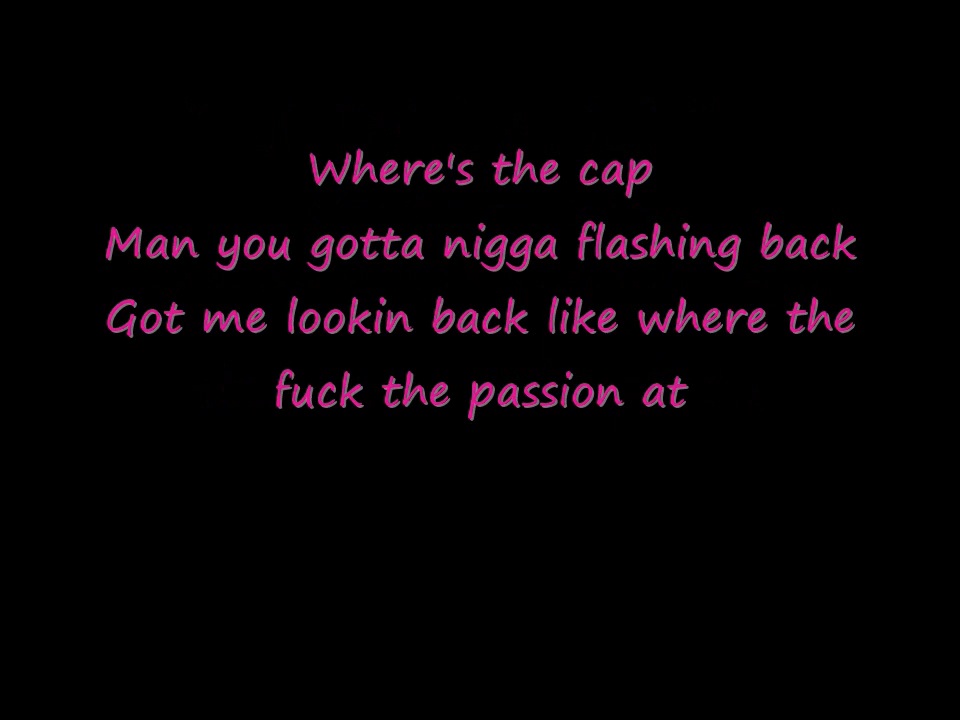 Where's the cap
Man you gotta nigga flashing back
Got me lookin back like where the
fuck the passion at